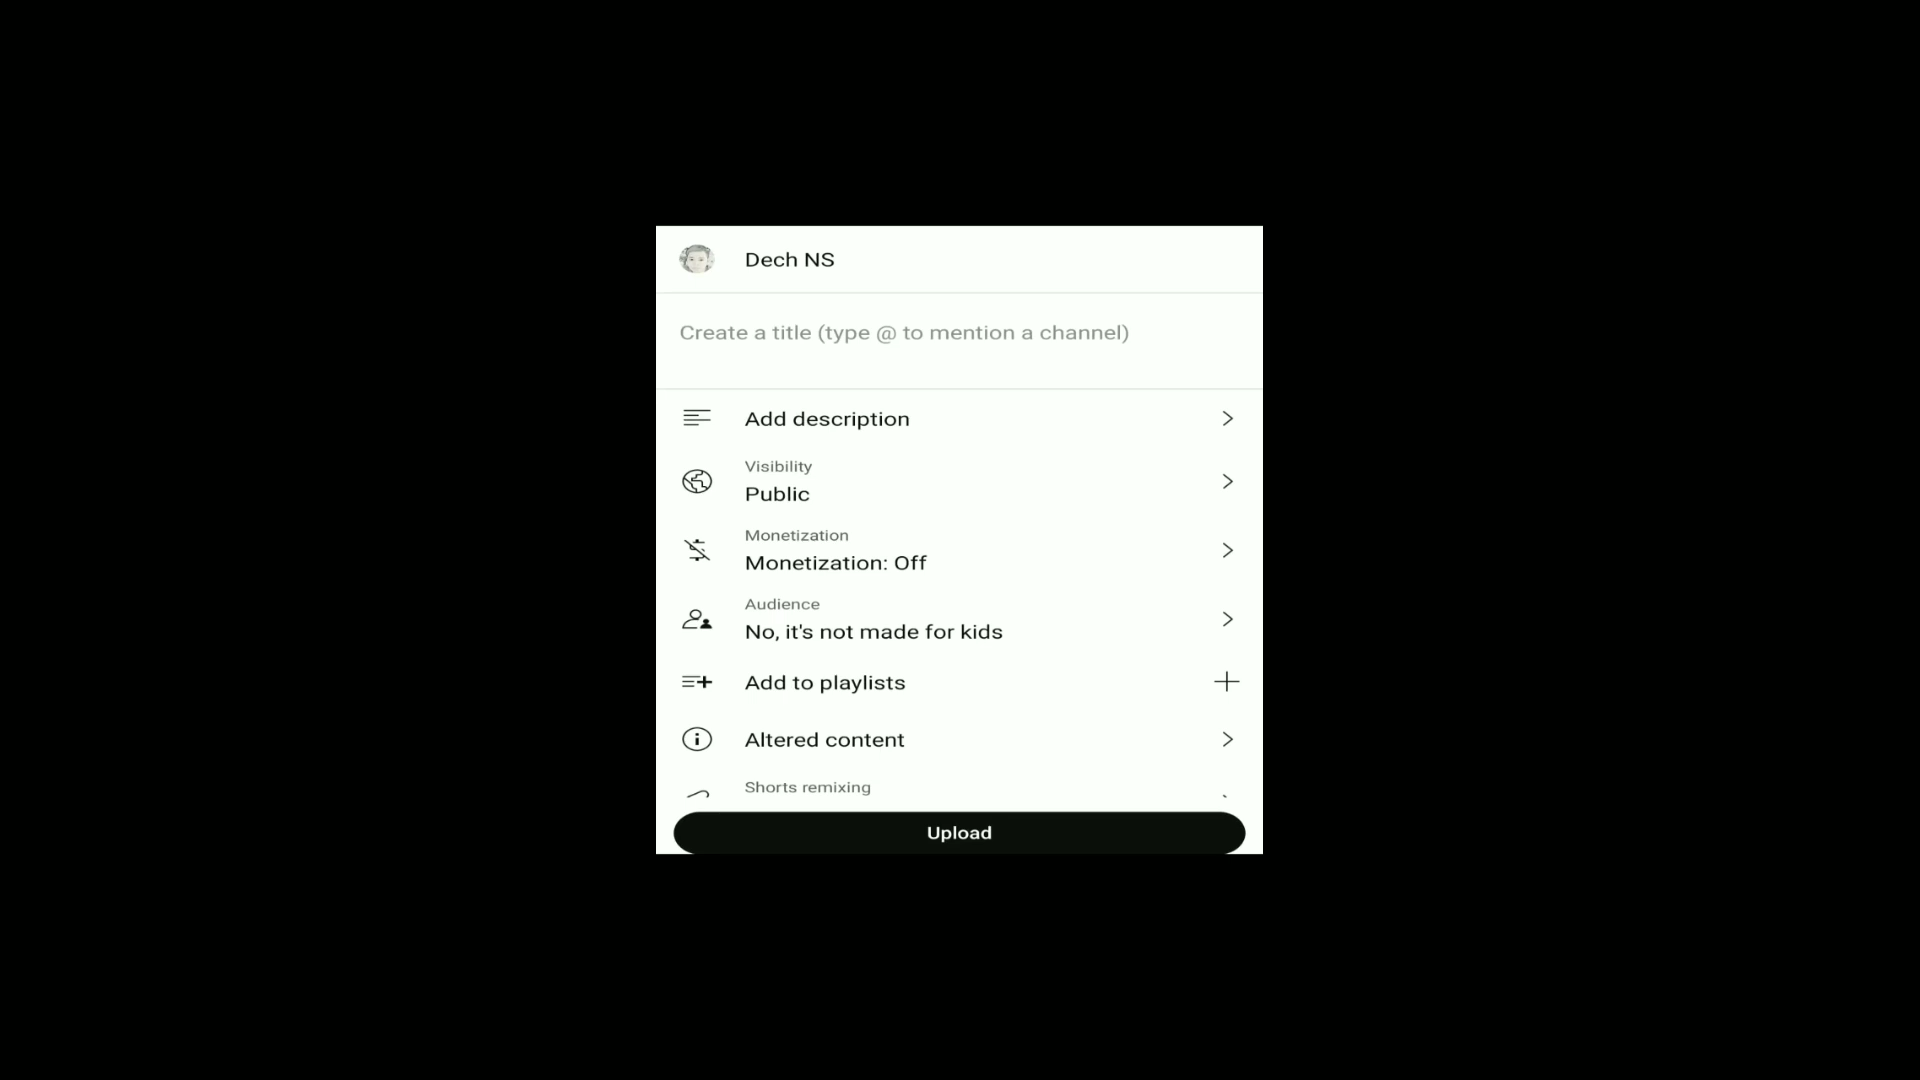 Dech NS
Create a title (type @ to mention a channel)
Add description
Visibility
Public
Monetization
Monetization: Off
Audience
No, it's not made for kids
Add to playlists
Altered content
Shorts remixing
Upload